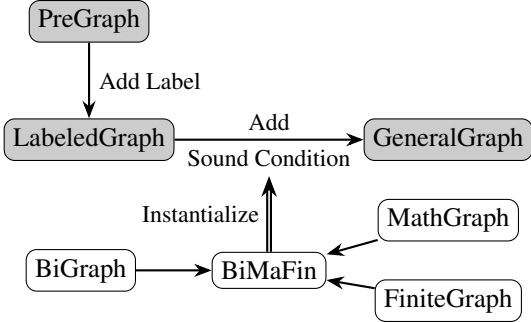 PreGraph
Add Label
LabeledGraph
Add
GeneralGraph
Sound Condition
Instantialize
MathGraph
BiGraph
BiMaFin
FiniteGraph